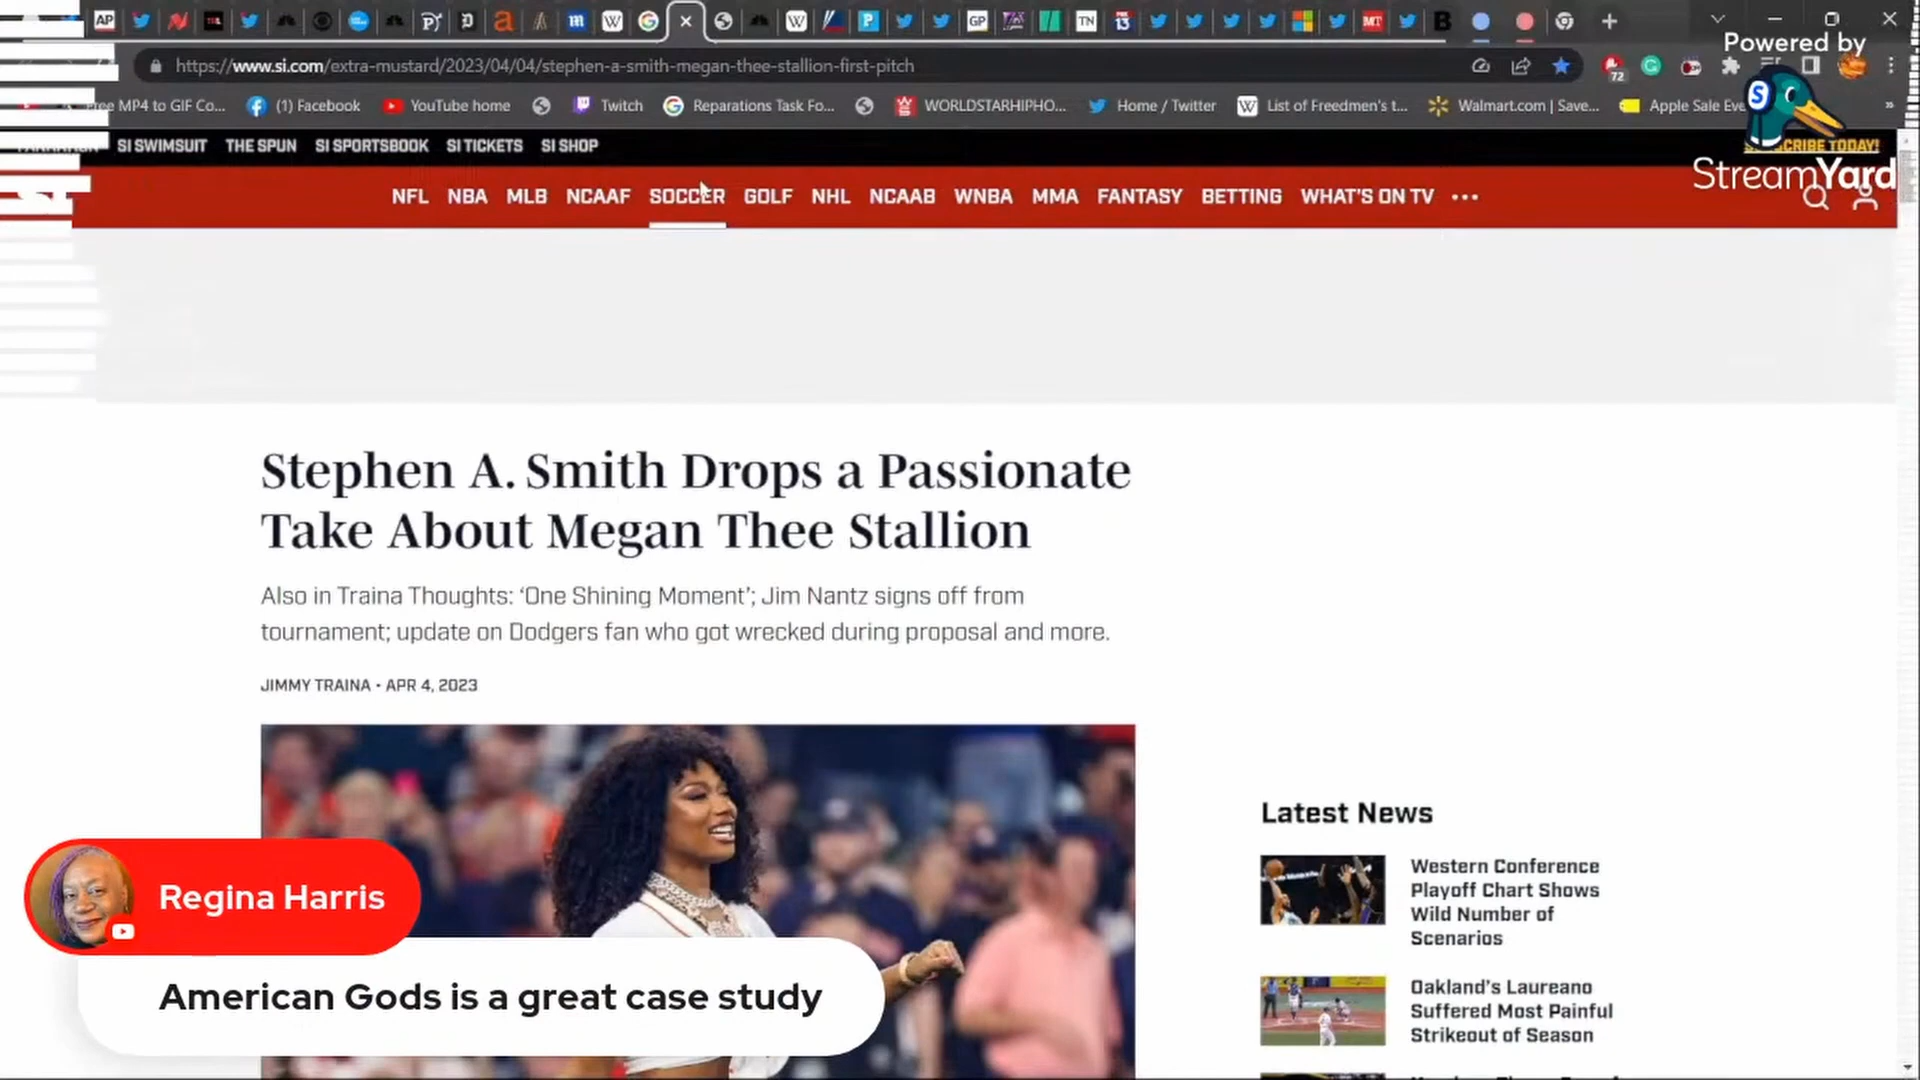 Powered by
StreamYard
https://www.si.com/extra-mustard/2023/04/04/stephen-a-smith-megan-thee-stallion-first-pitch
72
Free MP4 to GIF Co...
(1) Facebook
YouTube home
Twitch
Reparations Task Fo...
WORLDSTARHIPHO...
Home / Twitter
List of Freedmen's t...
Walmart.com | Save...
Apple Sale Eve
SI SWIMSUIT
THE SPUN
SI SPORTSBOOK
SI TICKETS
SI SHOP
TODAY!
NFL
NBA
MLB
NCAAF
SOCCER
GOLF
NHL
NCAAB
WNBA
MMA
FANTASY
BETTING
WHAT'S ON TV
Stephen A. Smith Drops a Passionate
Take About Megan Thee Stallion
Also in Traina Thoughts: ‘One Shining Moment’; Jim Nantz signs off from
tournament; update on Dodgers fan who got wrecked during proposal and more.
JIMMY TRAINA • APR 4, 2023
Latest News
Western Conference
Playoff Chart Shows
Wild Number of
Scenarios
Oakland's Laureano
Suffered Most Painful
Strikeout of Season
Regina Harris
American Gods is a great case study